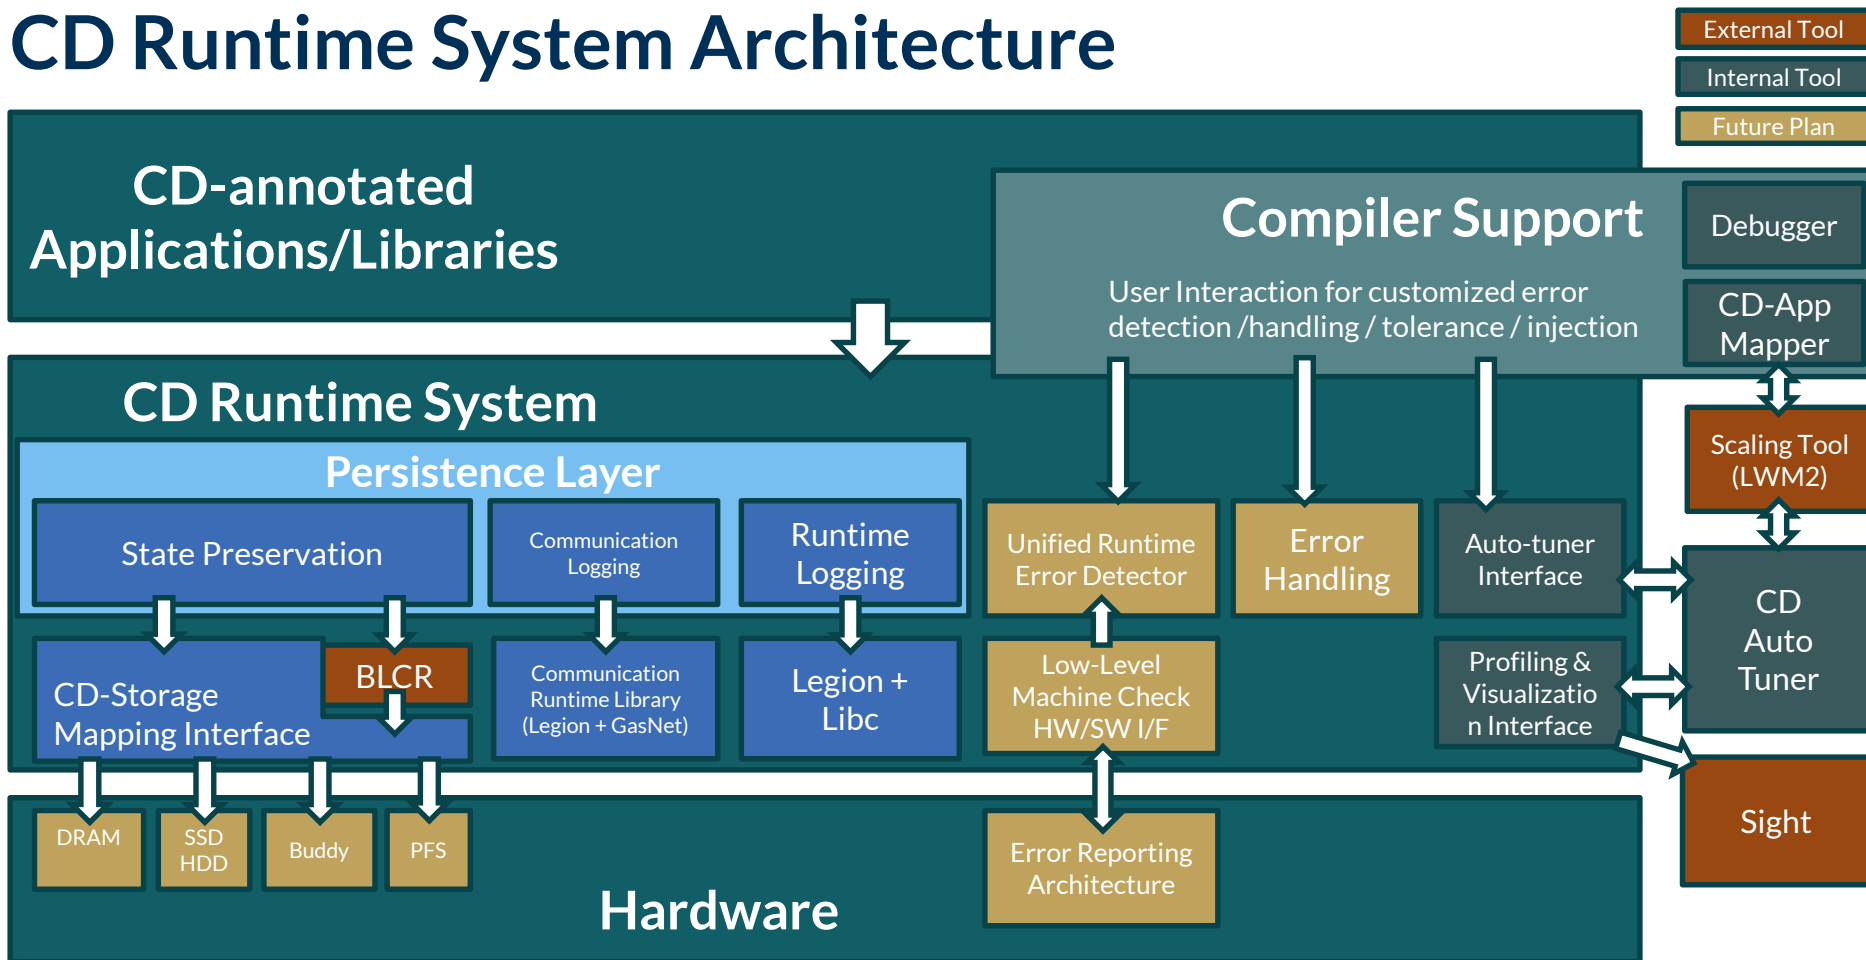 CD Runtime System Architecture
External Tool
Internal Tool
Future Plan
CD-annotated
Applications/Libraries
Compiler Support
User Interaction for customized error
detection /handling / tolerance / injection
Debugger
CD-App
Mapper
CD Runtime System
Persistence Layer
State Preservation
Communication
Logging
Runtime
Logging
Unified Runtime
Error Detector
Error
Handling
Auto-tuner
Interface
Scaling Tool
(LWM2)
CD
Auto
Tuner
CD-Storage
Mapping Interface
BLCR
Communication
Runtime Library
(Legion + GasNet)
Legion +
Libc
Low-Level
Machine Check
HW/SW I/F
Profiling &
Visualizatio
n Interface
Sight
DRAM
SSD
HDD
Buddy
PFS
Error Reporting
Architecture
Hardware